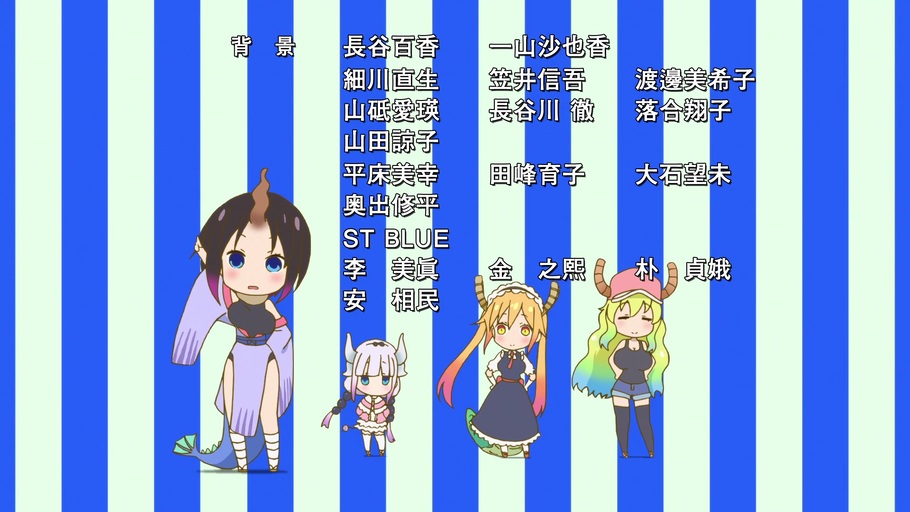 背　景　長谷百香　一山沙也香
細川直生　笠井信吾　渡邊美希子
山砥愛瑛　長谷川 徹　落合翔子
山田諒子
平床美幸　田峰育子　大石望未
奥出修平
ST BLUE
李　美眞　金　之熙　朴　貞娥
安　相民